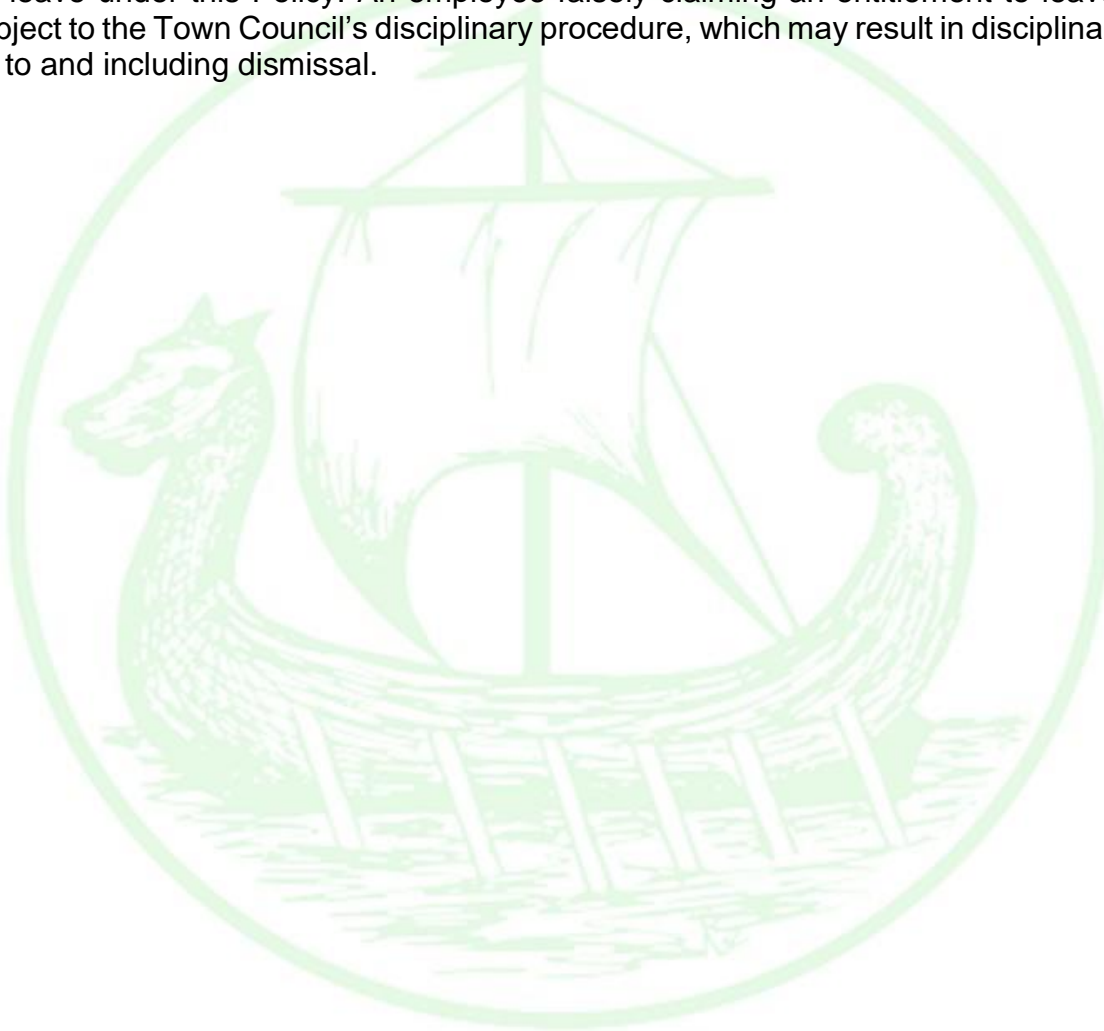 leave under this Policy. An employee falsely claiming an entitlement to leav
ject to the Town Council's disciplinary procedure, which may result in disciplina
to and including dismissal.